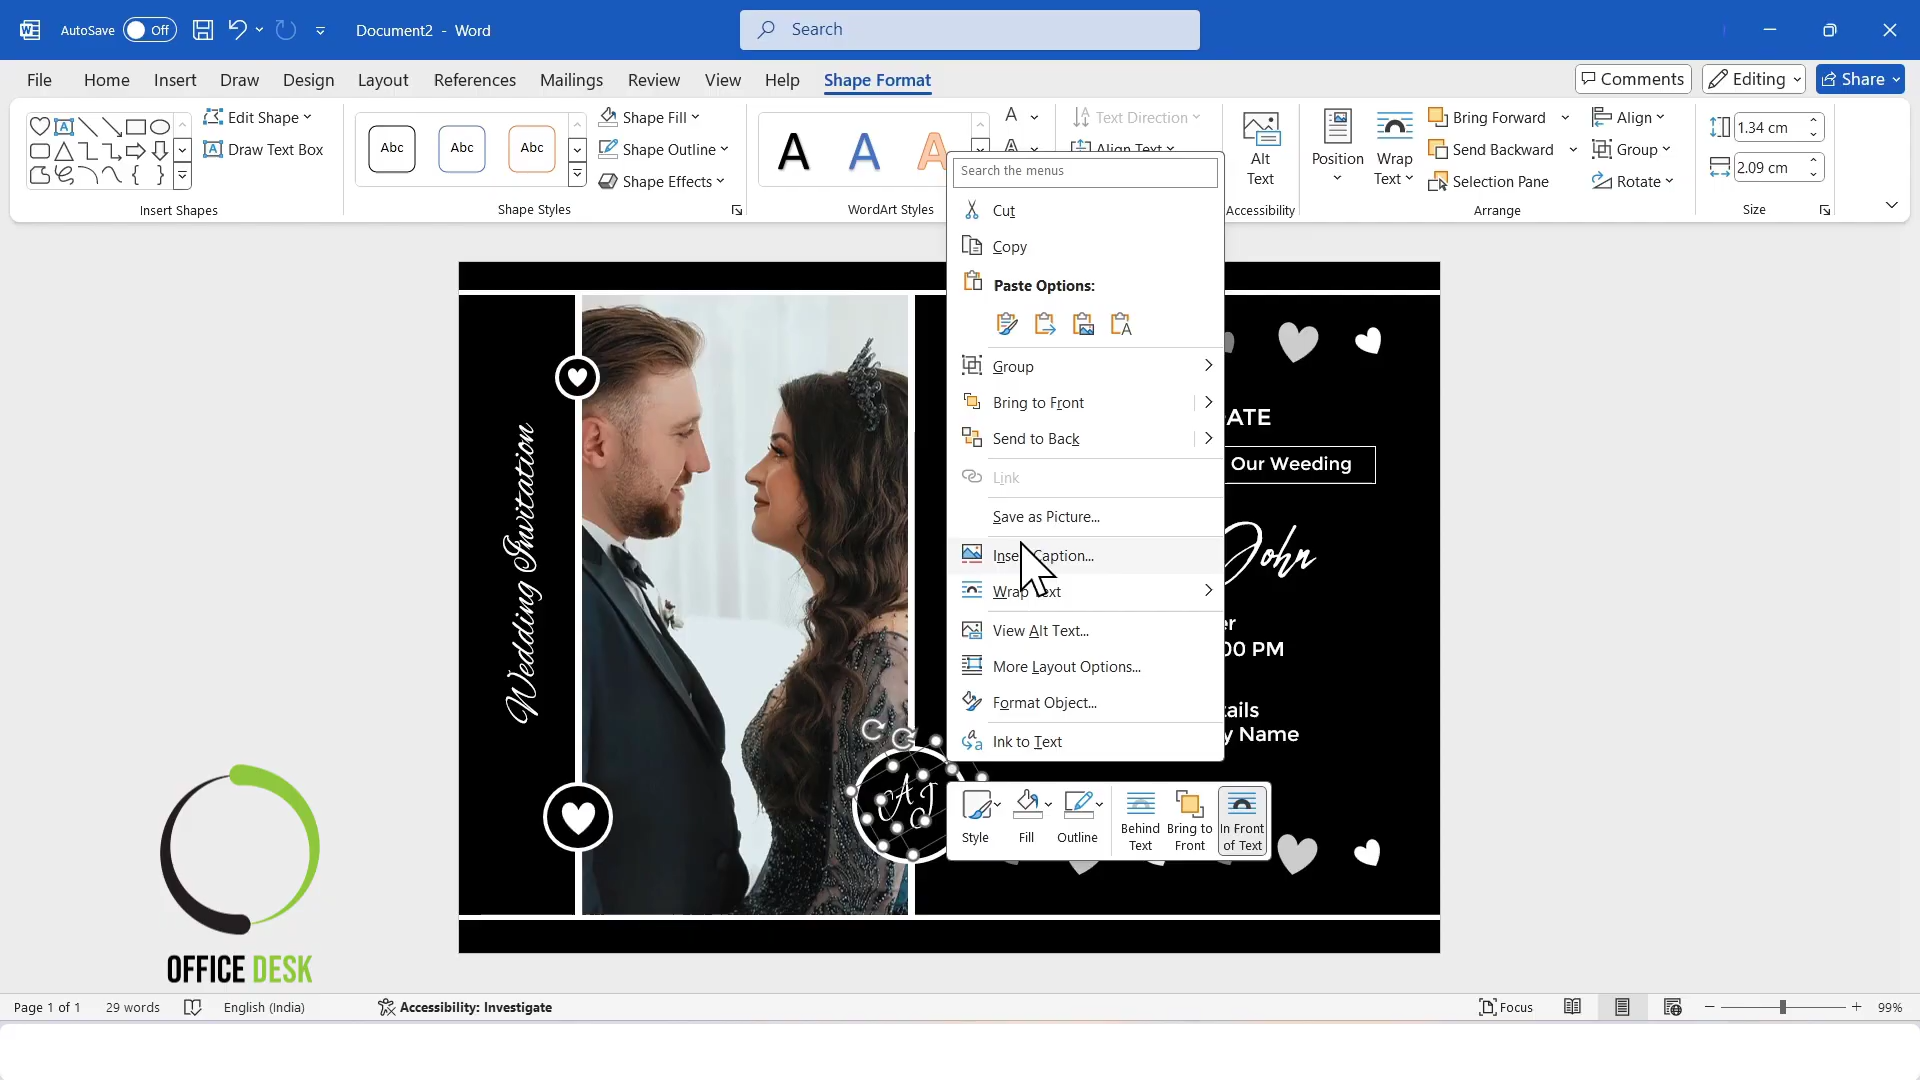 AutoSave Off Document2 - Word
Search
File Home Insert Draw Design Layout References Mailings Review View Help Shape Format
Comments Editing Share
Edit Shape
Draw Text Box
Insert Shapes
Abc Abc Abc
Shape Fill
Shape Outline
Shape Effects
Shape Styles
A A A
WordArt Styles
Text Direction
Align Text
Alt Text
Accessibility
Position
Wrap Text
Bring Forward
Send Backward
Selection Pane
Align
Group
Rotate
Arrange
1.34 cm
2.09 cm
Size
Search the menus
Cut
Copy
Paste Options:
Group
Bring to Front
Send to Back
Link
Save as Picture...
Insert Caption...
Wrap Text
View Alt Text...
More Layout Options...
Format Object...
Ink to Text
Style Fill Outline
Behind Text
Bring to Front
In Front of Text
Wedding Invitation
ATE
Our Weeding
John
er
00 PM
ails
y Name
A J
OFFICE DESK
Page 1 of 1 29 words English (India) Accessibility: Investigate
Focus
99%